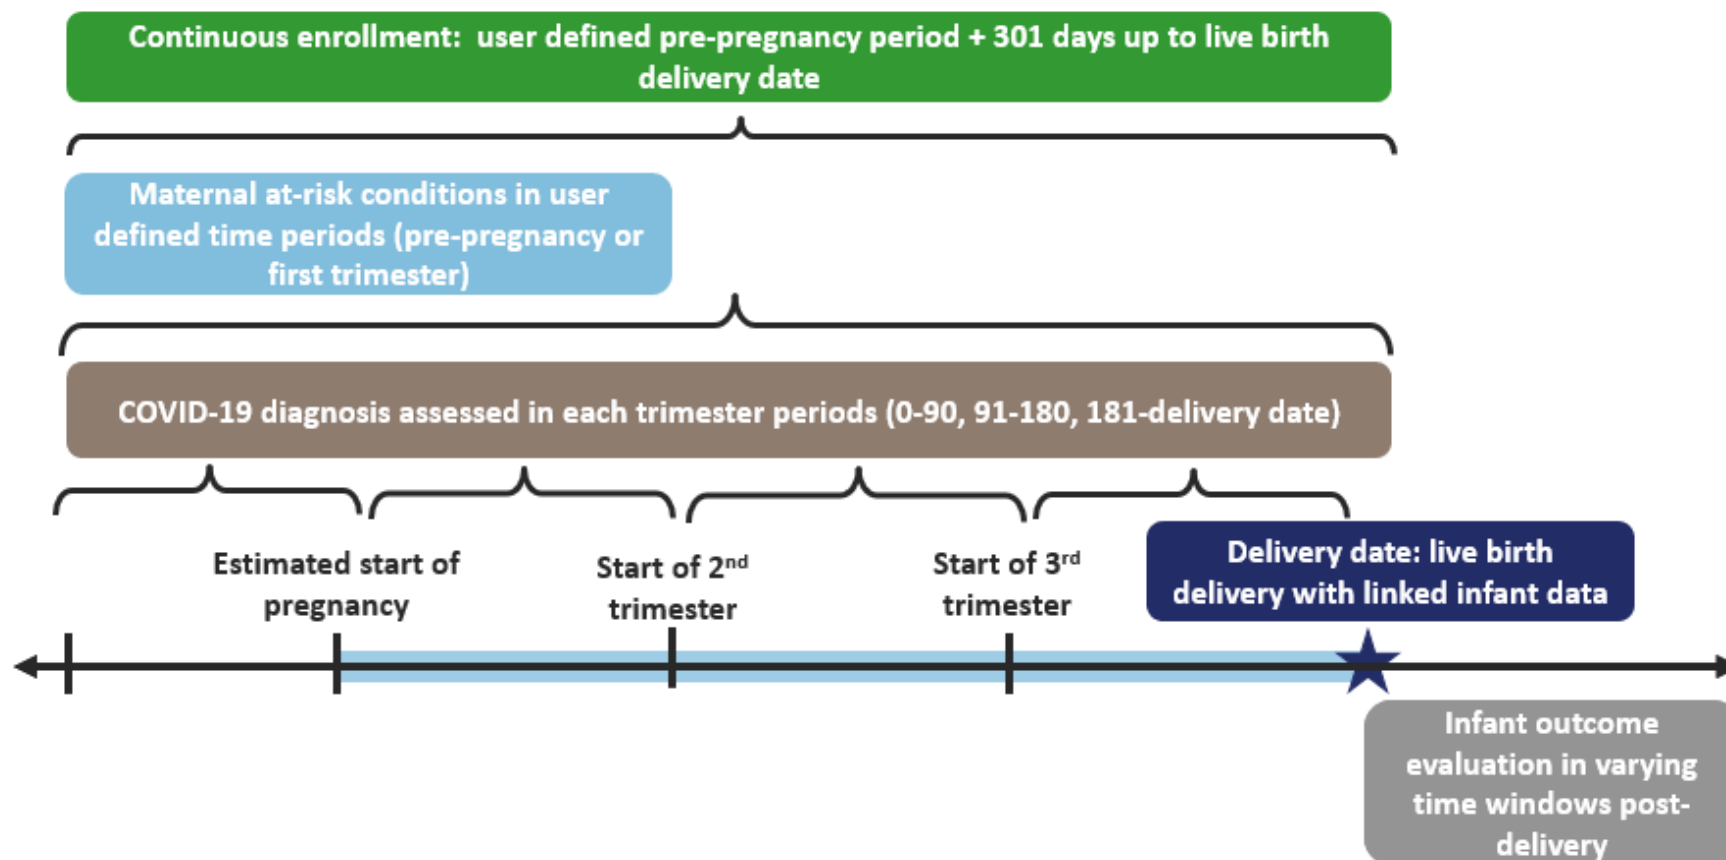 Continuous enrollment: user defined pre-pregnancy period + 301 days up to live birth
delivery date
Maternal at-risk conditions in user
defined time periods (pre-pregnancy or
first trimester)
COVID-19 diagnosis assessed in each trimester periods (0-90, 91-180, 181-delivery date)
Estimated start of
pregnancy
Start of 2nd
trimester
Start of 3rd
trimester
Delivery date: live birth
delivery with linked infant data
Infant outcome
evaluation in varying
time windows post-
delivery